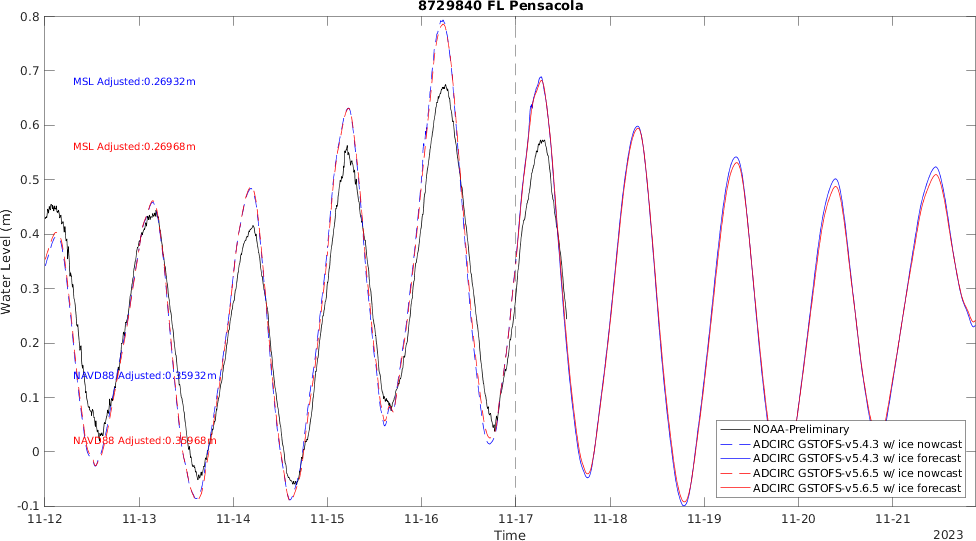 8729840 FL Pensacola
0.8
0.7
0.6
0.5
0.4
0.3
0.2
0.1
0
-0.1
Water Level (m)
MSL Adjusted:0.26932m
MSL Adjusted:0.26968m
NAVD88 Adjusted:0.35932m
NAVD88 Adjusted:0.35968m
NOAA-Preliminary
ADCIRC GSTOFS-v5.4.3 w/ ice nowcast
ADCIRC GSTOFS-v5.4.3 w/ ice forecast
ADCIRC GSTOFS-v5.6.5 w/ ice nowcast
ADCIRC GSTOFS-v5.6.5 w/ ice forecast
11-12 11-13 11-14 11-15 11-16 11-17 11-18 11-19 11-20 11-21
Time
2023